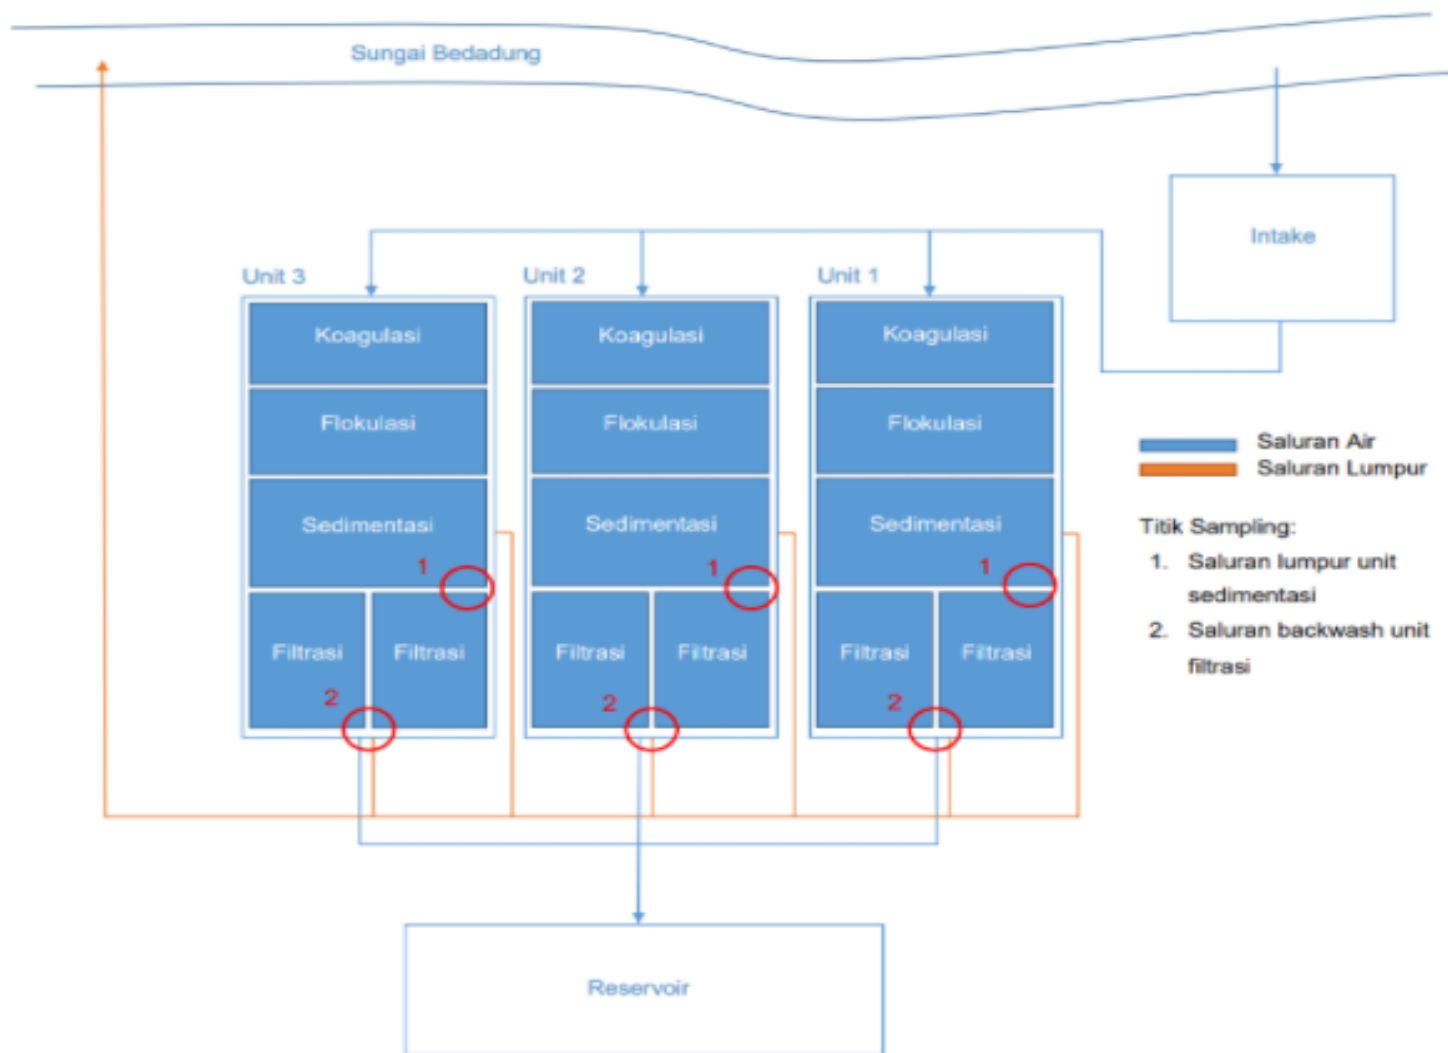 Sungai Bedadung
Intake
Unit 3
Unit 2
Unit 1
Koagulasi
Koagulasi
Koagulasi
Flokulasi
Flokulasi
Flokulasi
Sedimentasi
Sedimentasi
Sedimentasi
1
1
1
Filtrasi
Filtrasi
Filtrasi
Filtrasi
Filtrasi
Filtrasi
2
2
2
Saluran Air
Saluran Lumpur
Titik Sampling:
1. Saluran lumpur unit
sedimentasi
2. Saluran backwash unit
filtrasi
Reservoir